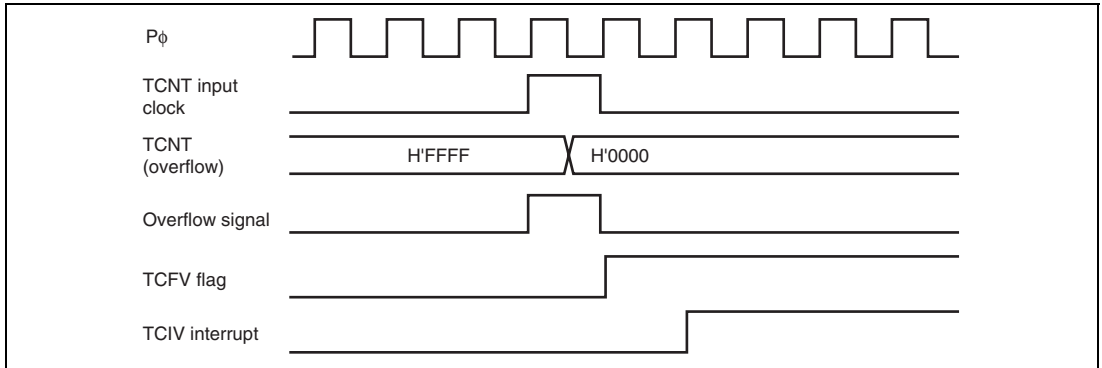 Pϕ
TCNT input
clock
TCNT
(overflow)
H'FFFF
H'0000
Overflow signal
TCFV flag
TCIV interrupt